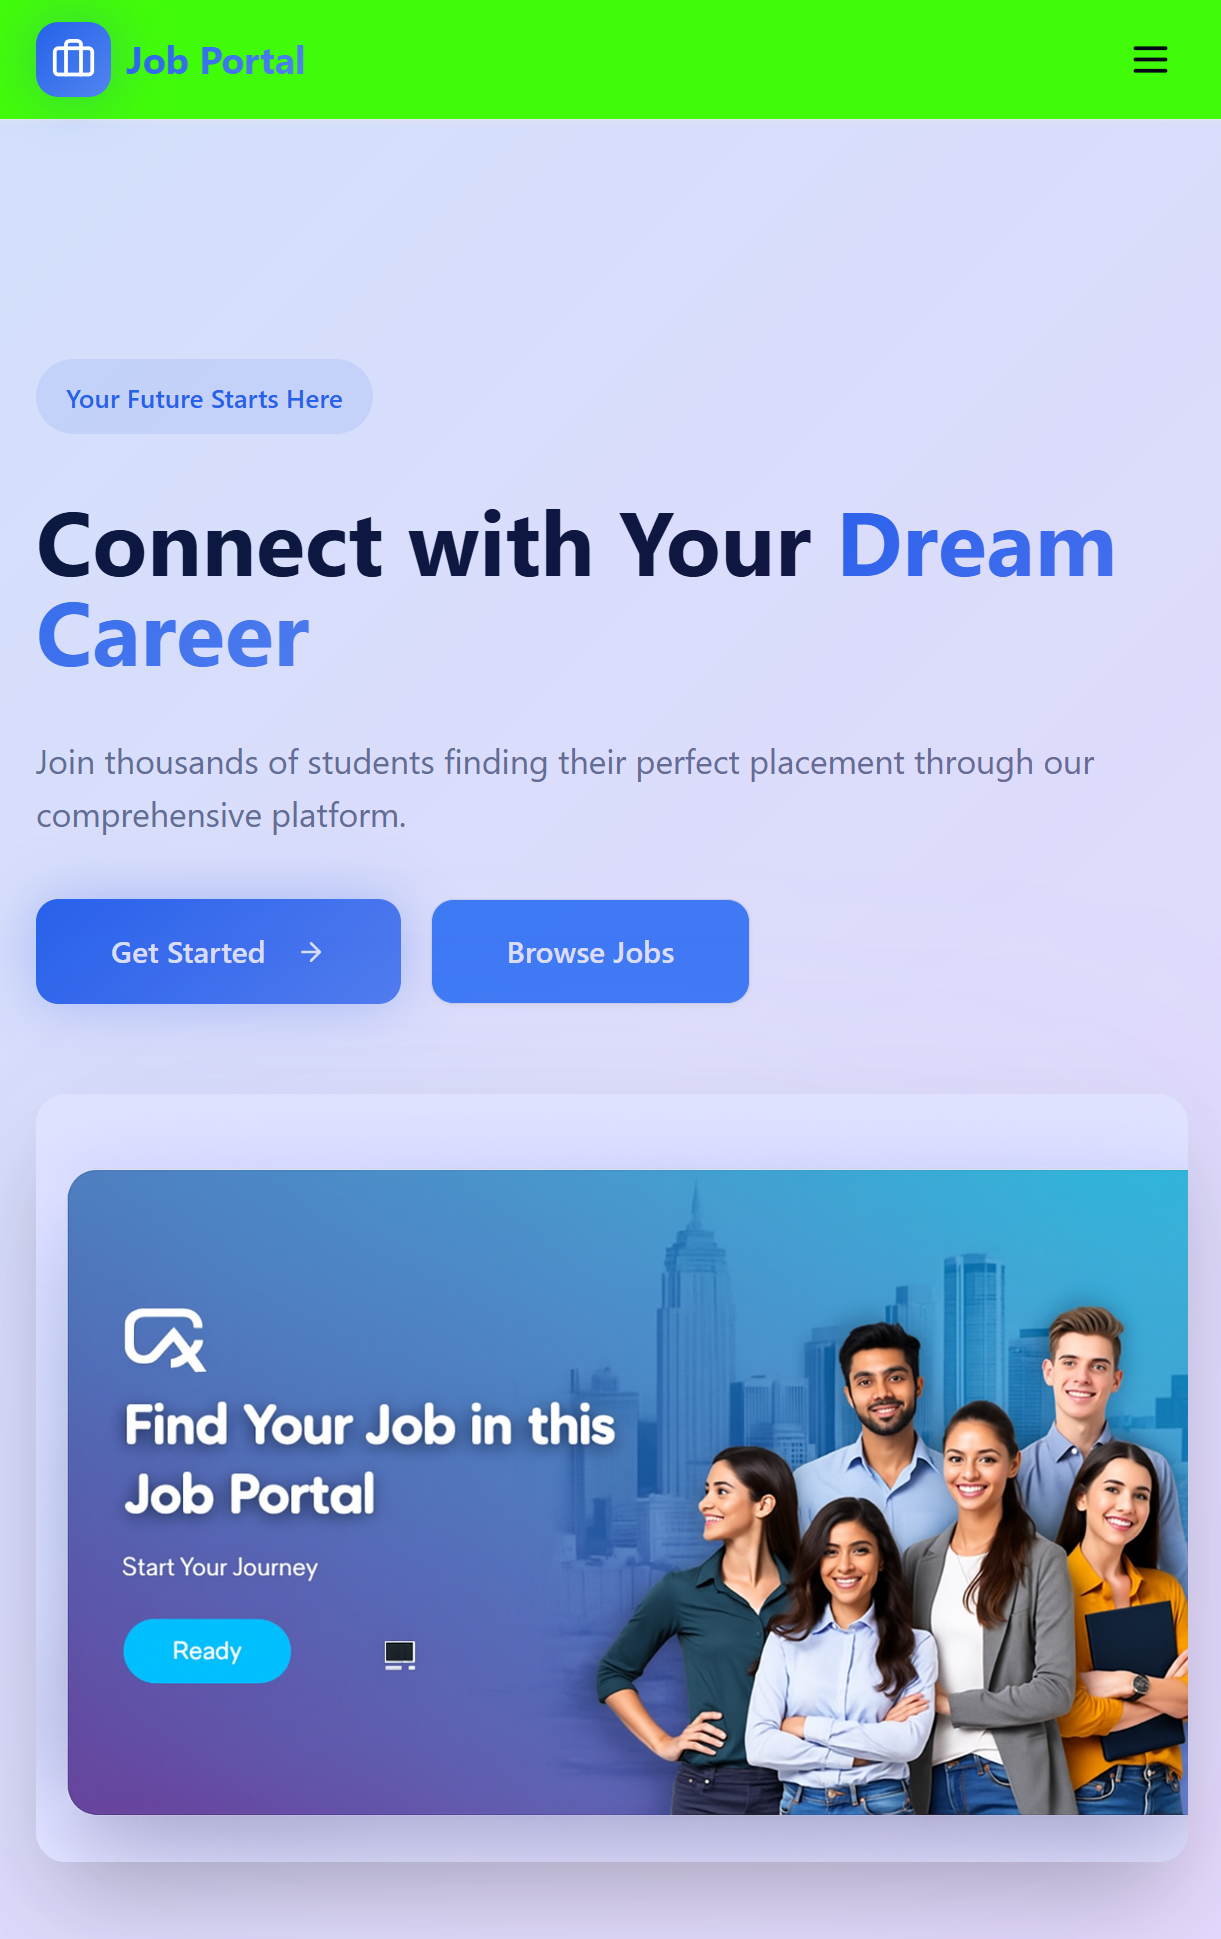 Job Portal
Your Future Starts Here
Connect with Your Dream
Career
Join thousands of students finding their perfect placement through our
comprehensive platform.
Get Started
Browse Jobs
Find Your Job in this
Job Portal
Start Your Journey
Ready